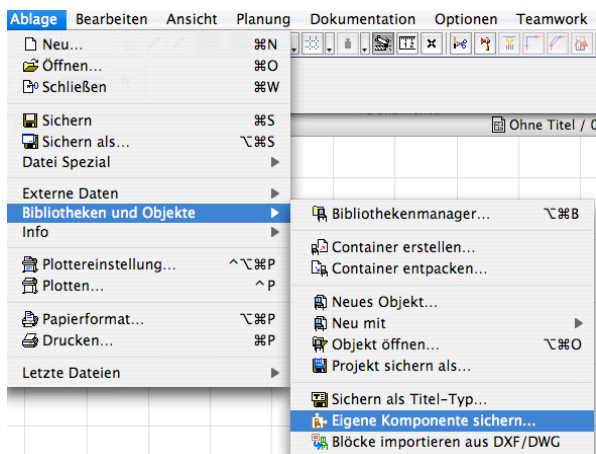 Ablage Bearbeiten Ansicht Planung Dokumentation Optionen Teamwork
Neu... ⌘N
Öffnen... ⌘O
Schließen ⌘W
Ohne Titel / 0
Sichern ⌘S
Sichern als... ⌥⌘S
Datei Spezial
Externe Daten
Bibliotheken und Objekte
Info
Plottereinstellung... ^⌥⌘P
Plotten... ^P
Papierformat... ⌥⌘P
Drucken... ⌘P
Letzte Dateien
Bibliothekenmanager... ⌥⌘B
Container erstellen...
Container entpacken...
Neues Objekt...
Neu mit
Objekt öffnen... ⌥⌘O
Projekt sichern als...
Sichern als Titel-Typ...
Eigene Komponente sichern...
Blöcke importieren aus DXF/DWG